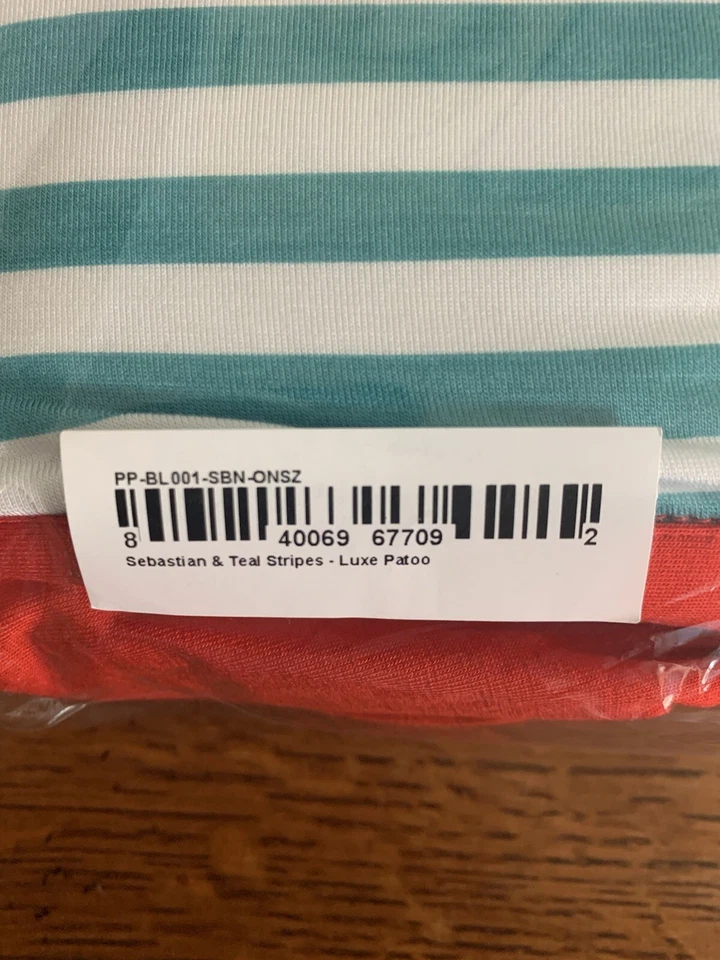 PP-BL001-SBN-ONSZ
8 40069 67709 2
Sebastian & Teal Stripes - Luxe Patoo